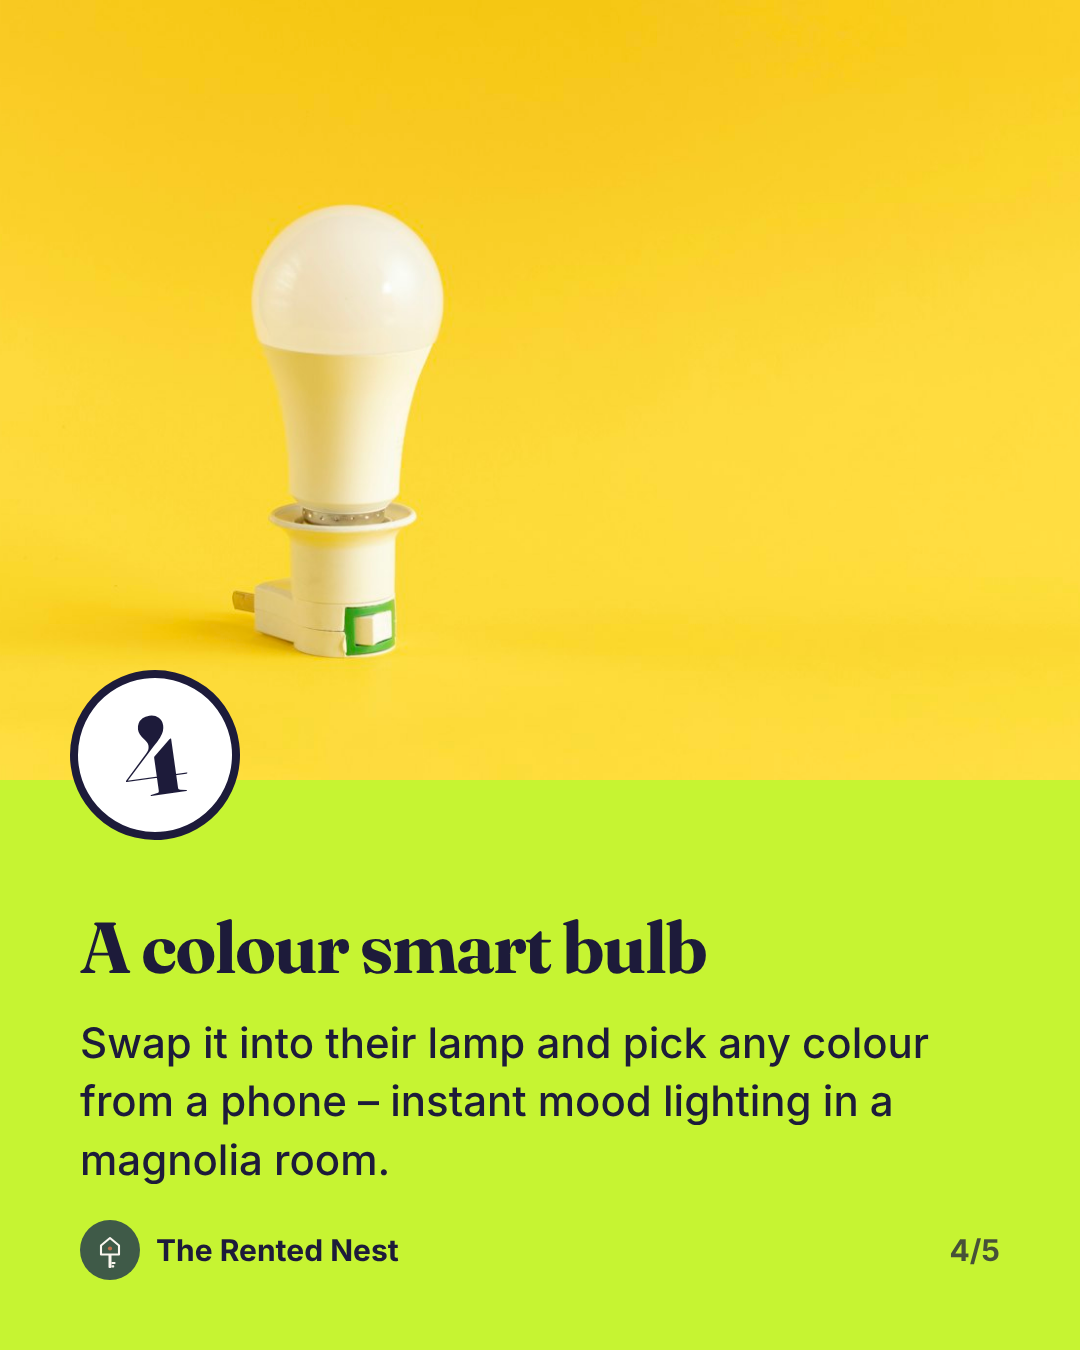 4
A colour smart bulb
Swap it into their lamp and pick any colour
from a phone – instant mood lighting in a
magnolia room.
The Rented Nest
4/5